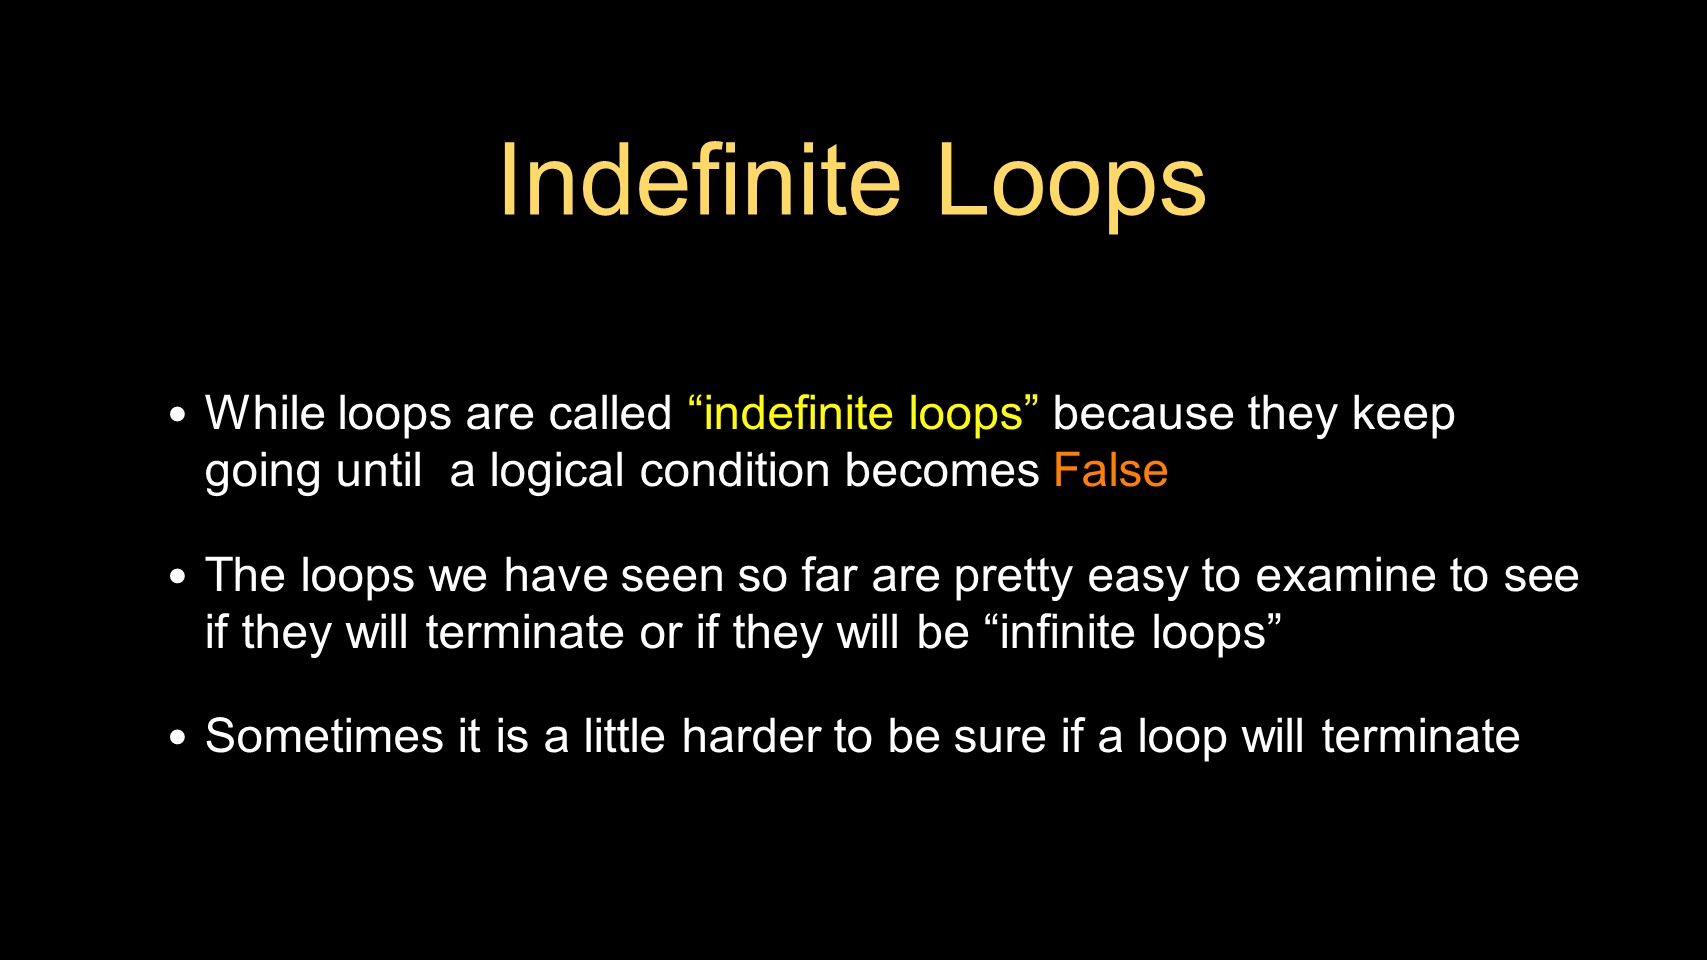 Indefinite Loops
• While loops are called “indefinite loops” because they keep
going until  a logical condition becomes False
• The loops we have seen so far are pretty easy to examine to see
if they will terminate or if they will be “infinite loops”
• Sometimes it is a little harder to be sure if a loop will terminate